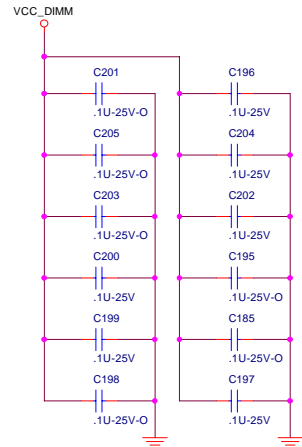 VCC_DIMM
C201
.1U-25V-O
C205
.1U-25V-O
C203
.1U-25V-O
C200
.1U-25V
C199
.1U-25V
C198
.1U-25V-O
C196
.1U-25V
C204
.1U-25V
C202
.1U-25V
C195
.1U-25V-O
C185
.1U-25V-O
C197
.1U-25V